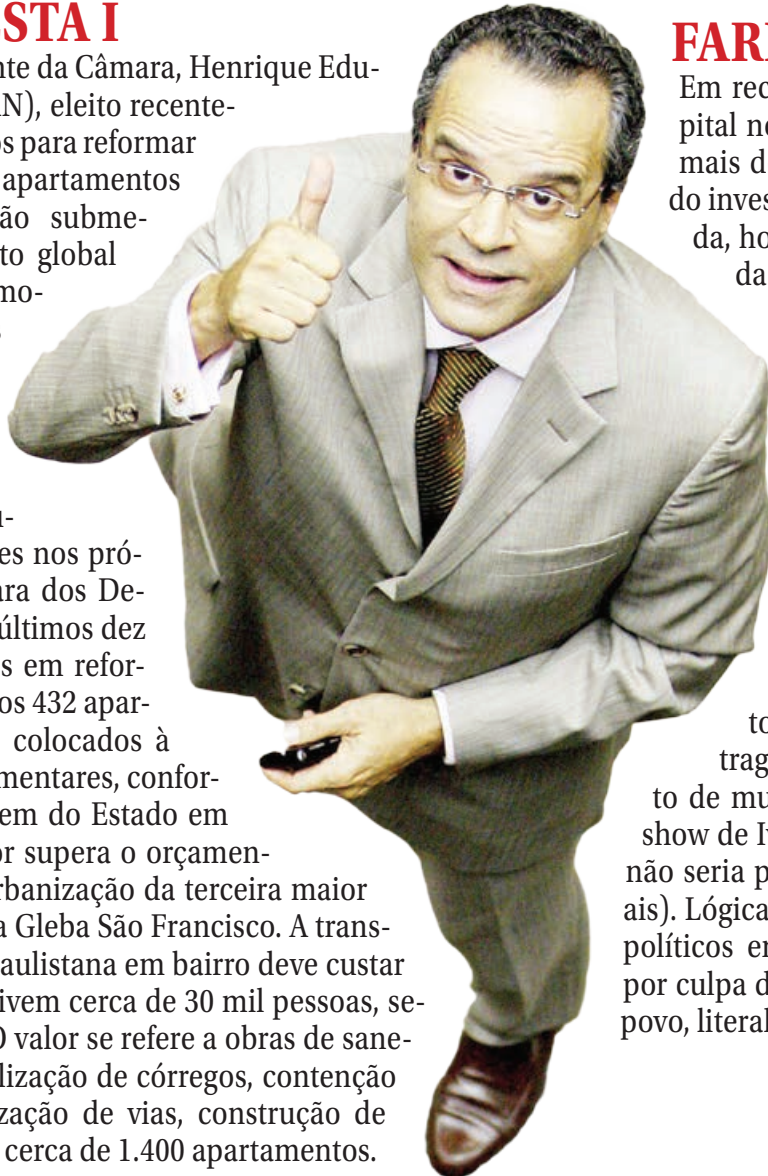 ESTA I
nte da Câmara, Henrique Edu-
N), eleito recente-
s para reformar
apartamentos
ão subme-
to global
mo-
u-
es nos pró-
ara dos De-
últimos dez
s em refor-
os 432 apar-
colocados à
mentares, confor-
em do Estado em
or supera o orçamen-
rbanização da terceira maior
a Gleba São Francisco. A trans-
aulistana em bairro deve custar
ivem cerca de 30 mil pessoas, se-
O valor se refere a obras de sane-
lização de córregos, contenção
zação de vias, construção de
cerca de 1.400 apartamentos.
FAR
Em rec
pital n
mais d
do inves
da, ho
da
to
trag
to de mu
show de I
não seria p
ais). Lógica
políticos e
por culpa d
povo, litera